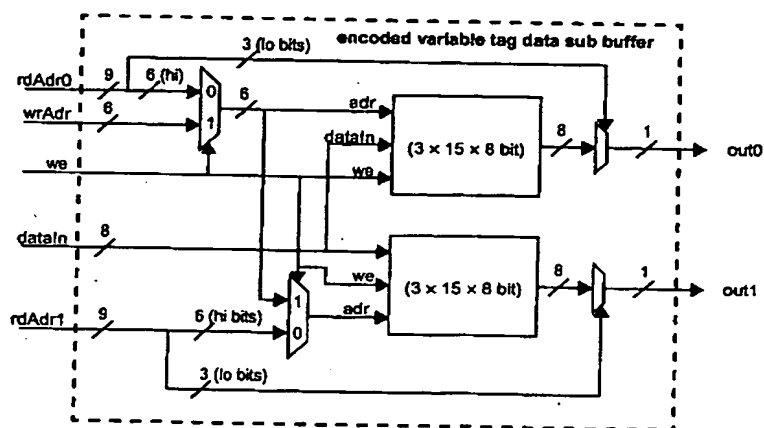 encoded variable tag data sub buffer
3 (lo bits)
rdAdr0
9
6 (hi)
0
6
adr
wrAdr
6
1
dataIn
(3 × 15 × 8 bit)
8
1
out0
we
we
dataIn
8
we
(3 × 15 × 8 bit)
8
1
out1
1
adr
rdAdr1
9
6 (hi bits)
0
3 (lo bits)